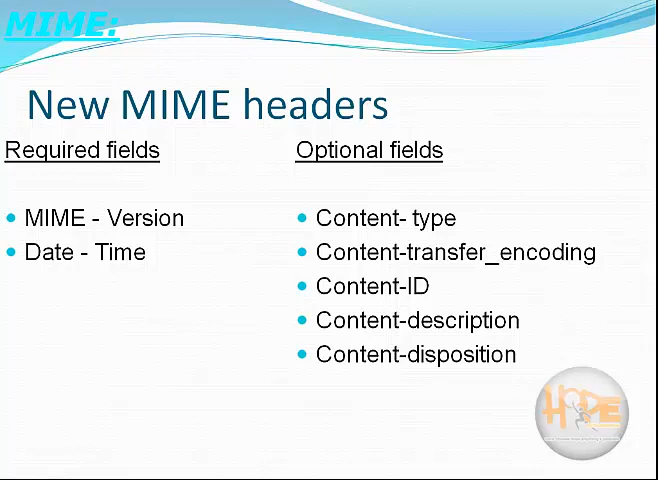 MIME:
New MIME headers
Required fields
MIME - Version
Date - Time
Optional fields
Content- type
Content-transfer_encoding
Content-ID
Content-description
Content-disposition
HOPE